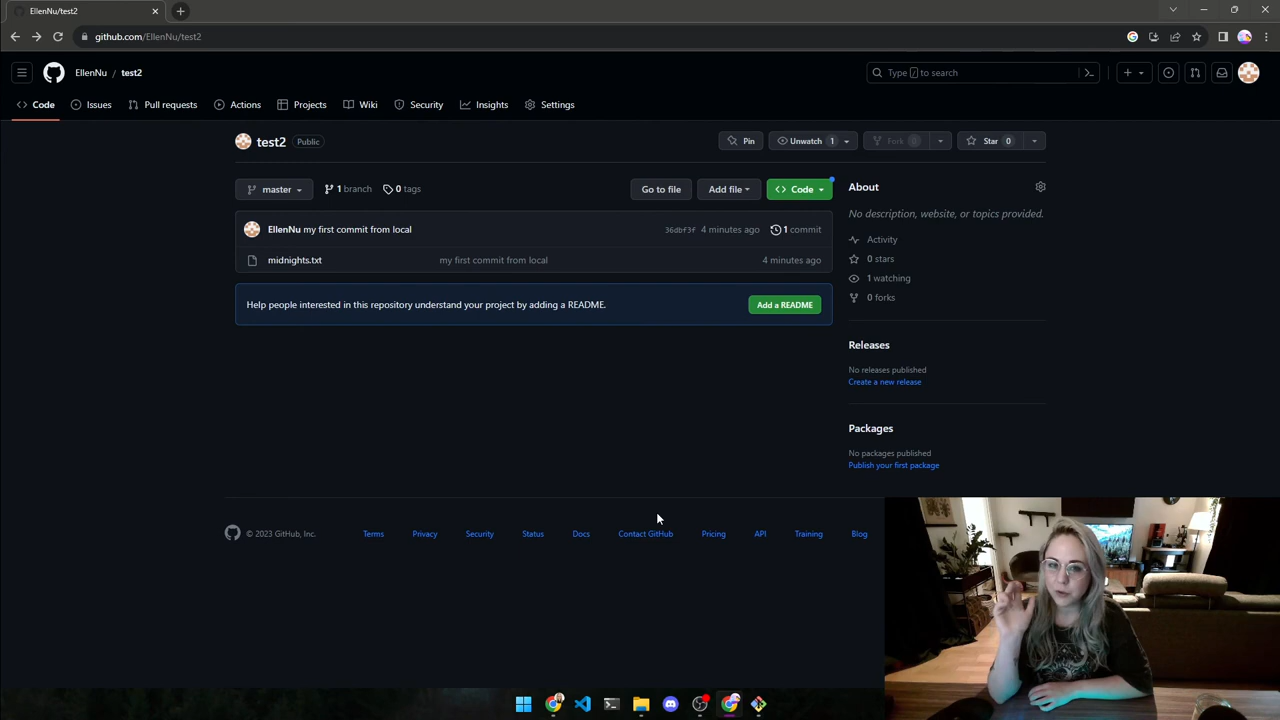 EllenNu/test2
github.com/EllenNu/test2
EllenNu / test2
Type / to search
Code Issues Pull requests Actions Projects Wiki Security Insights Settings
test2 Public
Pin Unwatch 1 Fork 0 Star 0
master 1 branch 0 tags Go to file Add file Code
EllenNu my first commit from local 36dbf3f 4 minutes ago 1 commit
midnights.txt my first commit from local 4 minutes ago
Help people interested in this repository understand your project by adding a README. Add a README
About
No description, website, or topics provided.
Activity
0 stars
1 watching
0 forks
Releases
No releases published
Create a new release
Packages
No packages published
Publish your first package
© 2023 GitHub, Inc. Terms Privacy Security Status Docs Contact GitHub Pricing API Training Blog